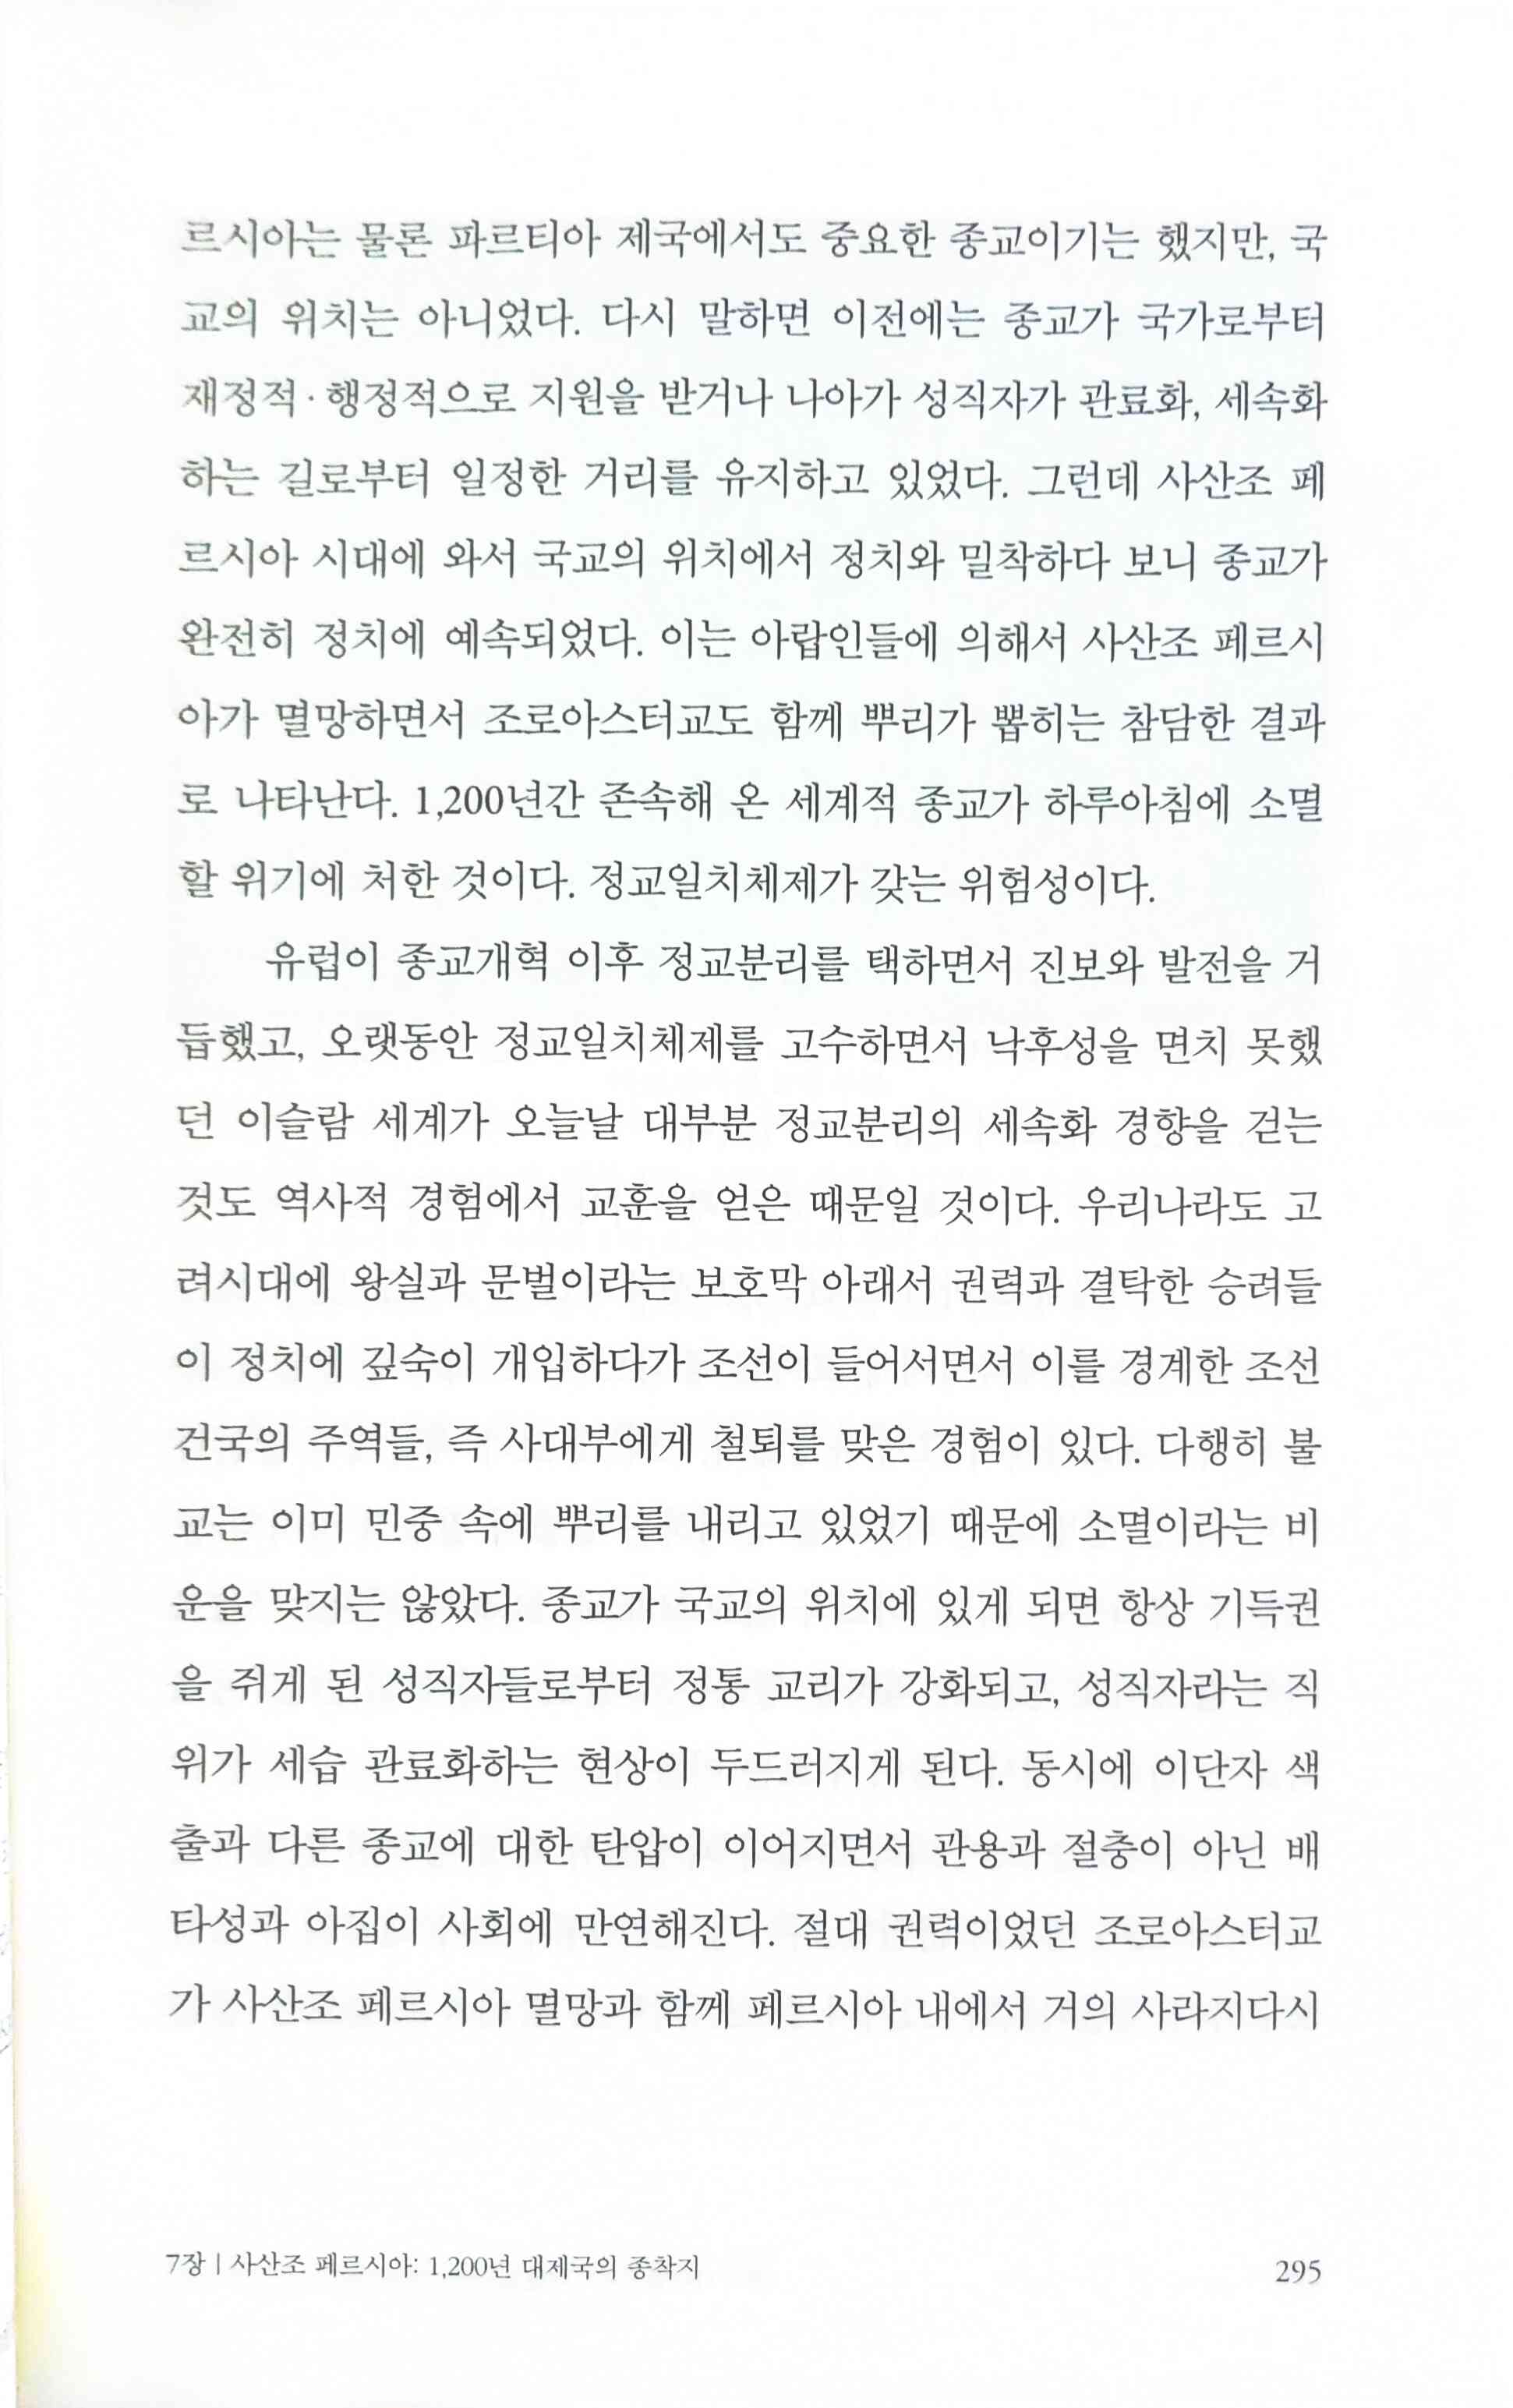 르시아는 물론 파르티아 제국에서도 중요한 종교이기는 했지만, 국
교의 위치는 아니었다. 다시 말하면 이전에는 종교가 국가로부터
재정적·행정적으로 지원을 받거나 나아가 성직자가 관료화, 세속화
하는 길로부터 일정한 거리를 유지하고 있었다. 그런데 사산조 페
르시아 시대에 와서 국교의 위치에서 정치와 밀착하다 보니 종교가
완전히 정치에 예속되었다. 이는 아랍인들에 의해서 사산조 페르시
아가 멸망하면서 조로아스터교도 함께 뿌리가 뽑히는 참담한 결과
로 나타난다. 1,200년간 존속해 온 세계적 종교가 하루아침에 소멸
할 위기에 처한 것이다. 정교일치체제가 갖는 위험성이다.
유럽이 종교개혁 이후 정교분리를 택하면서 진보와 발전을 거
듭했고, 오랫동안 정교일치체제를 고수하면서 낙후성을 면치 못했
던 이슬람 세계가 오늘날 대부분 정교분리의 세속화 경향을 걷는
것도 역사적 경험에서 교훈을 얻은 때문일 것이다. 우리나라도 고
려시대에 왕실과 문벌이라는 보호막 아래서 권력과 결탁한 승려들
이 정치에 깊숙이 개입하다가 조선이 들어서면서 이를 경계한 조선
건국의 주역들, 즉 사대부에게 철퇴를 맞은 경험이 있다. 다행히 불
교는 이미 민중 속에 뿌리를 내리고 있었기 때문에 소멸이라는 비
운을 맞지는 않았다. 종교가 국교의 위치에 있게 되면 항상 기득권
을 쥐게 된 성직자들로부터 정통 교리가 강화되고, 성직자라는 직
위가 세습 관료화하는 현상이 두드러지게 된다. 동시에 이단자 색
출과 다른 종교에 대한 탄압이 이어지면서 관용과 절충이 아닌 배
타성과 아집이 사회에 만연해진다. 절대 권력이었던 조로아스터교
가 사산조 페르시아 멸망과 함께 페르시아 내에서 거의 사라지다시
7장 | 사산조 페르시아: 1,200년 대제국의 종착지
295